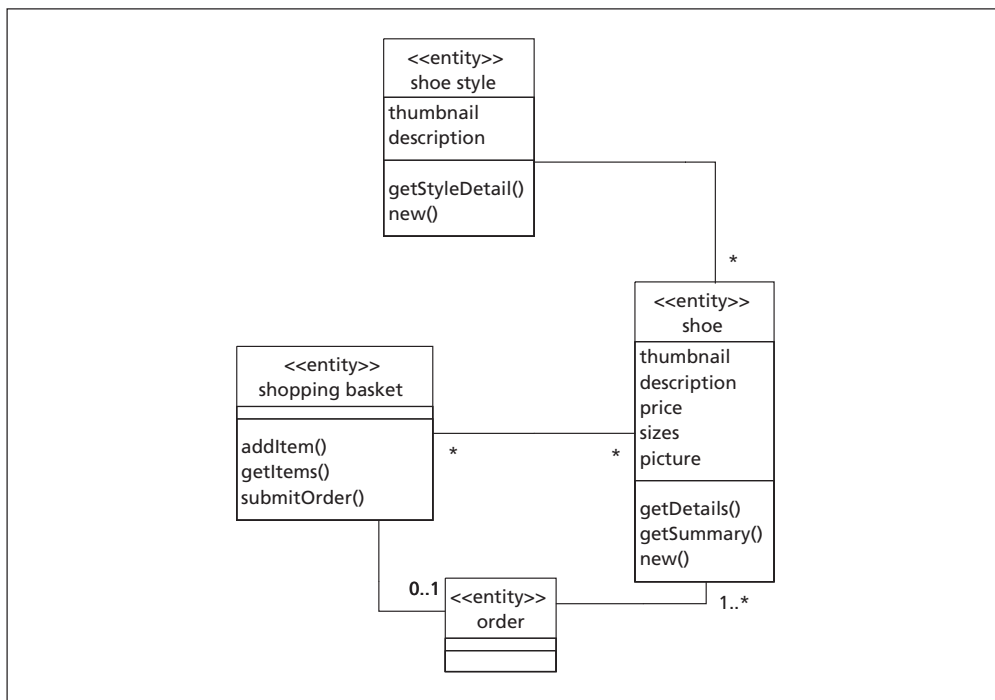 <<entity>>
shoe style
thumbnail
description
getStyleDetail()
new()
*
<<entity>>
shoe
thumbnail
description
price
sizes
picture
getDetails()
getSummary()
new()
<<entity>>
shopping basket
addItem()
getItems()
submitOrder()
*
*
0..1
<<entity>>
order
1..*